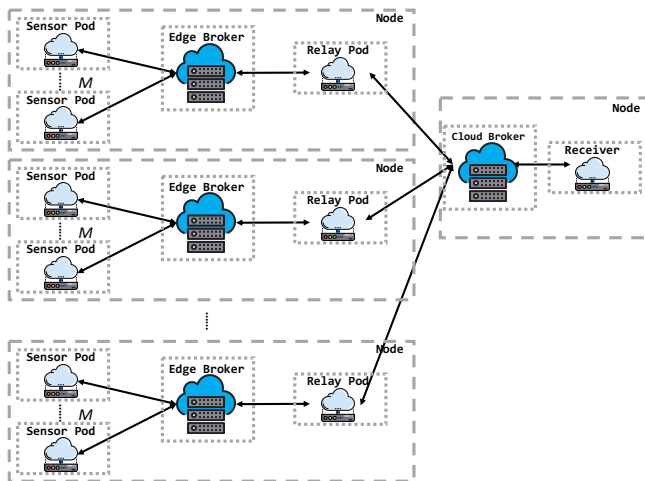 Node
Sensor Pod
Edge Broker
Relay Pod
M
Sensor Pod
Node
Cloud Broker
Receiver
Node
Sensor Pod
Edge Broker
Relay Pod
M
Sensor Pod
Node
Sensor Pod
Edge Broker
Relay Pod
M
Sensor Pod